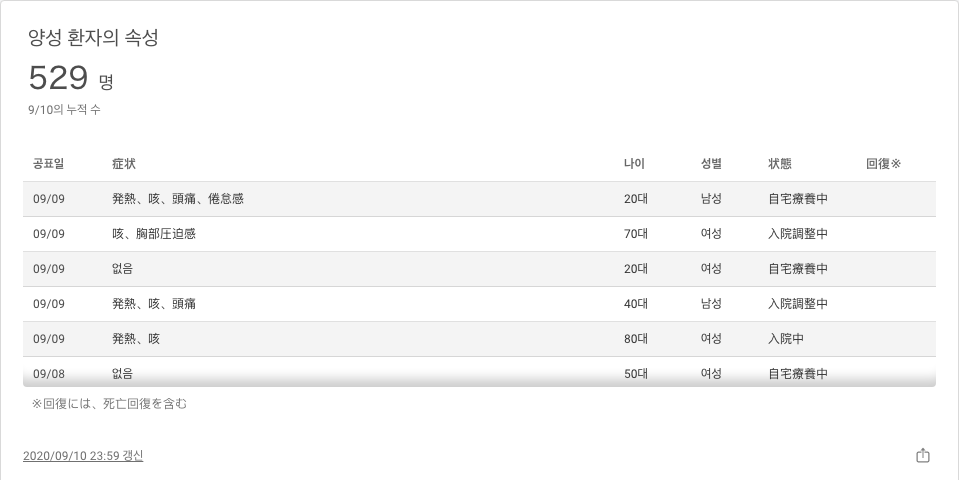 양성 환자의 속성
529 명
9/10의 누적 수
공표일 症状 나이 성별 状態 回復※
09/09 発熱、咳、頭痛、倦怠感 20대 남성 自宅療養中
09/09 咳、胸部圧迫感 70대 여성 入院調整中
09/09 없음 20대 여성 自宅療養中
09/09 発熱、咳、頭痛 40대 남성 入院調整中
09/09 発熱、咳 80대 여성 入院中
09/08 없음 50대 여성 自宅療養中
※回復には、死亡回復を含む
2020/09/10 23:59 갱신